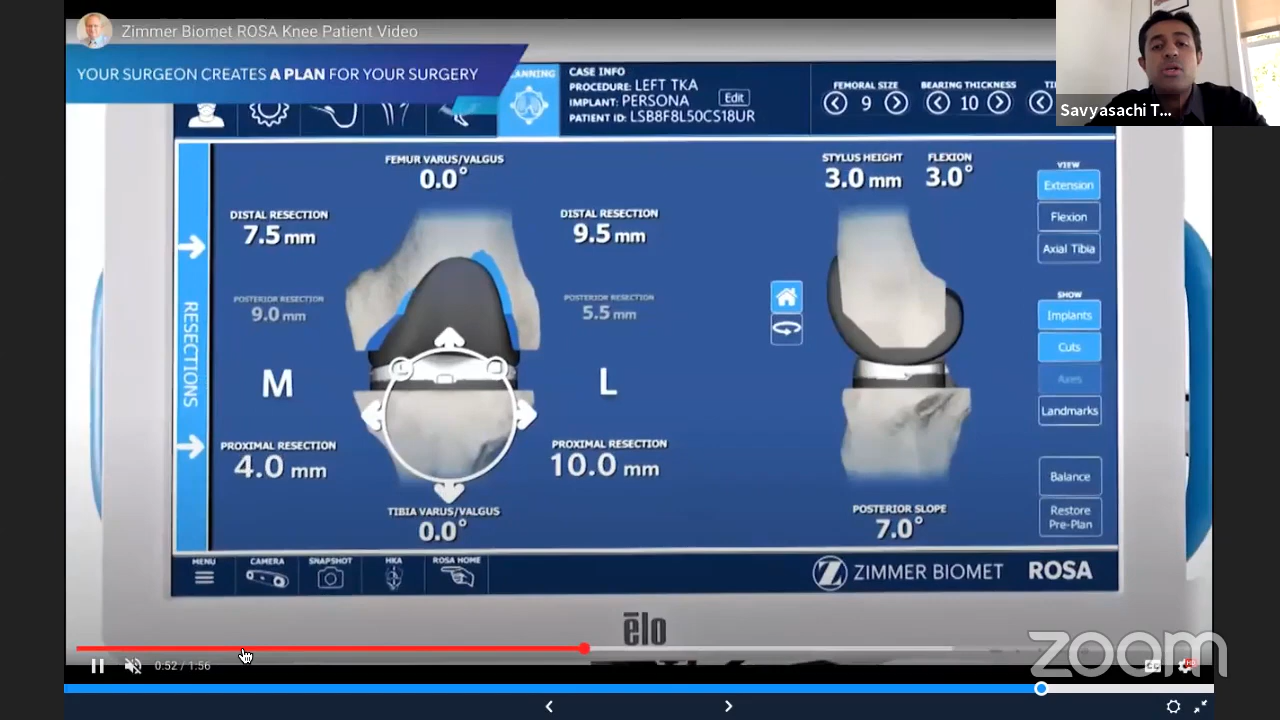 Zimmer Biomet ROSA Knee Patient Video
YOUR SURGEON CREATES A PLAN FOR YOUR SURGERY
ANNING
CASE INFO
PROCEDURE: LEFT TKA
IMPLANT: PERSONA
Edit
PATIENT ID: LSB8F8L50CS18UR
FEMORAL SIZE
9
BEARING THICKNESS
10
Savyasachi T...
FEMUR VARUS/VALGUS
0.0°
STYLUS HEIGHT
3.0 mm
FLEXION
3.0°
VIEW
Extension
Flexion
Axial Tibia
DISTAL RESECTION
7.5 mm
DISTAL RESECTION
9.5 mm
POSTERIOR RESECTION
9.0 mm
POSTERIOR RESECTION
5.5 mm
RESECTIONS
SHOW
Implants
Cuts
Axes
Landmarks
M
L
PROXIMAL RESECTION
4.0 mm
PROXIMAL RESECTION
10.0 mm
Balance
Restore
Pre-Plan
TIBIA VARUS/VALGUS
0.0°
POSTERIOR SLOPE
7.0°
MENU
CAMERA
SNAPSHOT
HKA
ROSA HOME
Z ZIMMER BIOMET
ROSA
ēlo
0:52 / 1:56
CC
HD
zoom